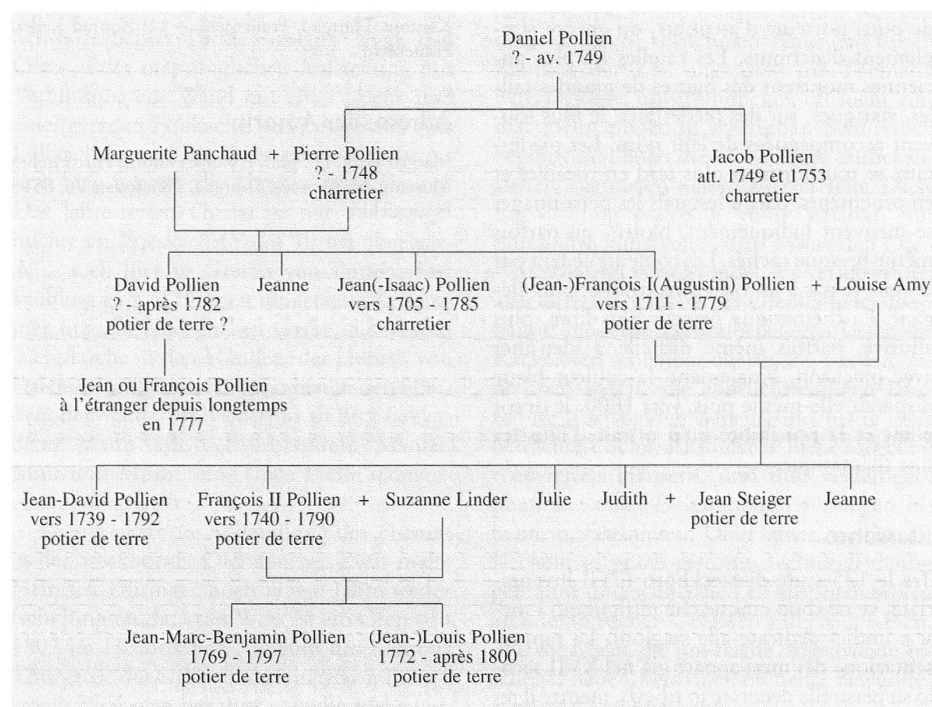 Daniel Pollien
? - av. 1749
Marguerite Panchaud + Pierre Pollien
? - 1748
charretier
Jacob Pollien
att. 1749 et 1753
charretier
David Pollien
? - après 1782
potier de terre ?
Jeanne
Jean(-Isaac) Pollien
vers 1705 - 1785
charretier
(Jean-)François I(Augustin) Pollien + Louise Amy
vers 1711 - 1779
potier de terre
Jean ou François Pollien
à l'étranger depuis longtemps
en 1777
Jean-David Pollien
vers 1739 - 1792
potier de terre
François II Pollien + Suzanne Linder
vers 1740 - 1790
potier de terre
Julie
Judith + Jean Steiger
potier de terre
Jeanne
Jean-Marc-Benjamin Pollien
1769 - 1797
potier de terre
(Jean-)Louis Pollien
1772 - après 1800
potier de terre